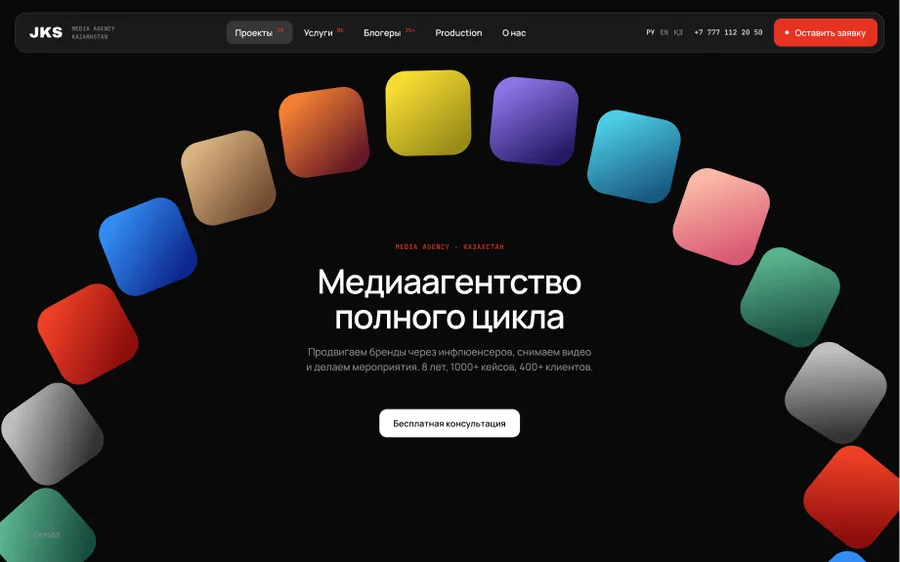 JKS
MEDIA AGENCY
KAZAKHSTAN
Проекты
Услуги
Блогеры 35+
Production
О нас
РУ EN ҚЗ
+7 777 112 20 50
Оставить заявку
MEDIA AGENCY · КАЗАХСТАН
Медиаагентство
полного цикла
Продвигаем бренды через инфлюенсеров, снимаем видео
и делаем мероприятия. 8 лет, 1000+ кейсов, 400+ клиентов.
Бесплатная консультация